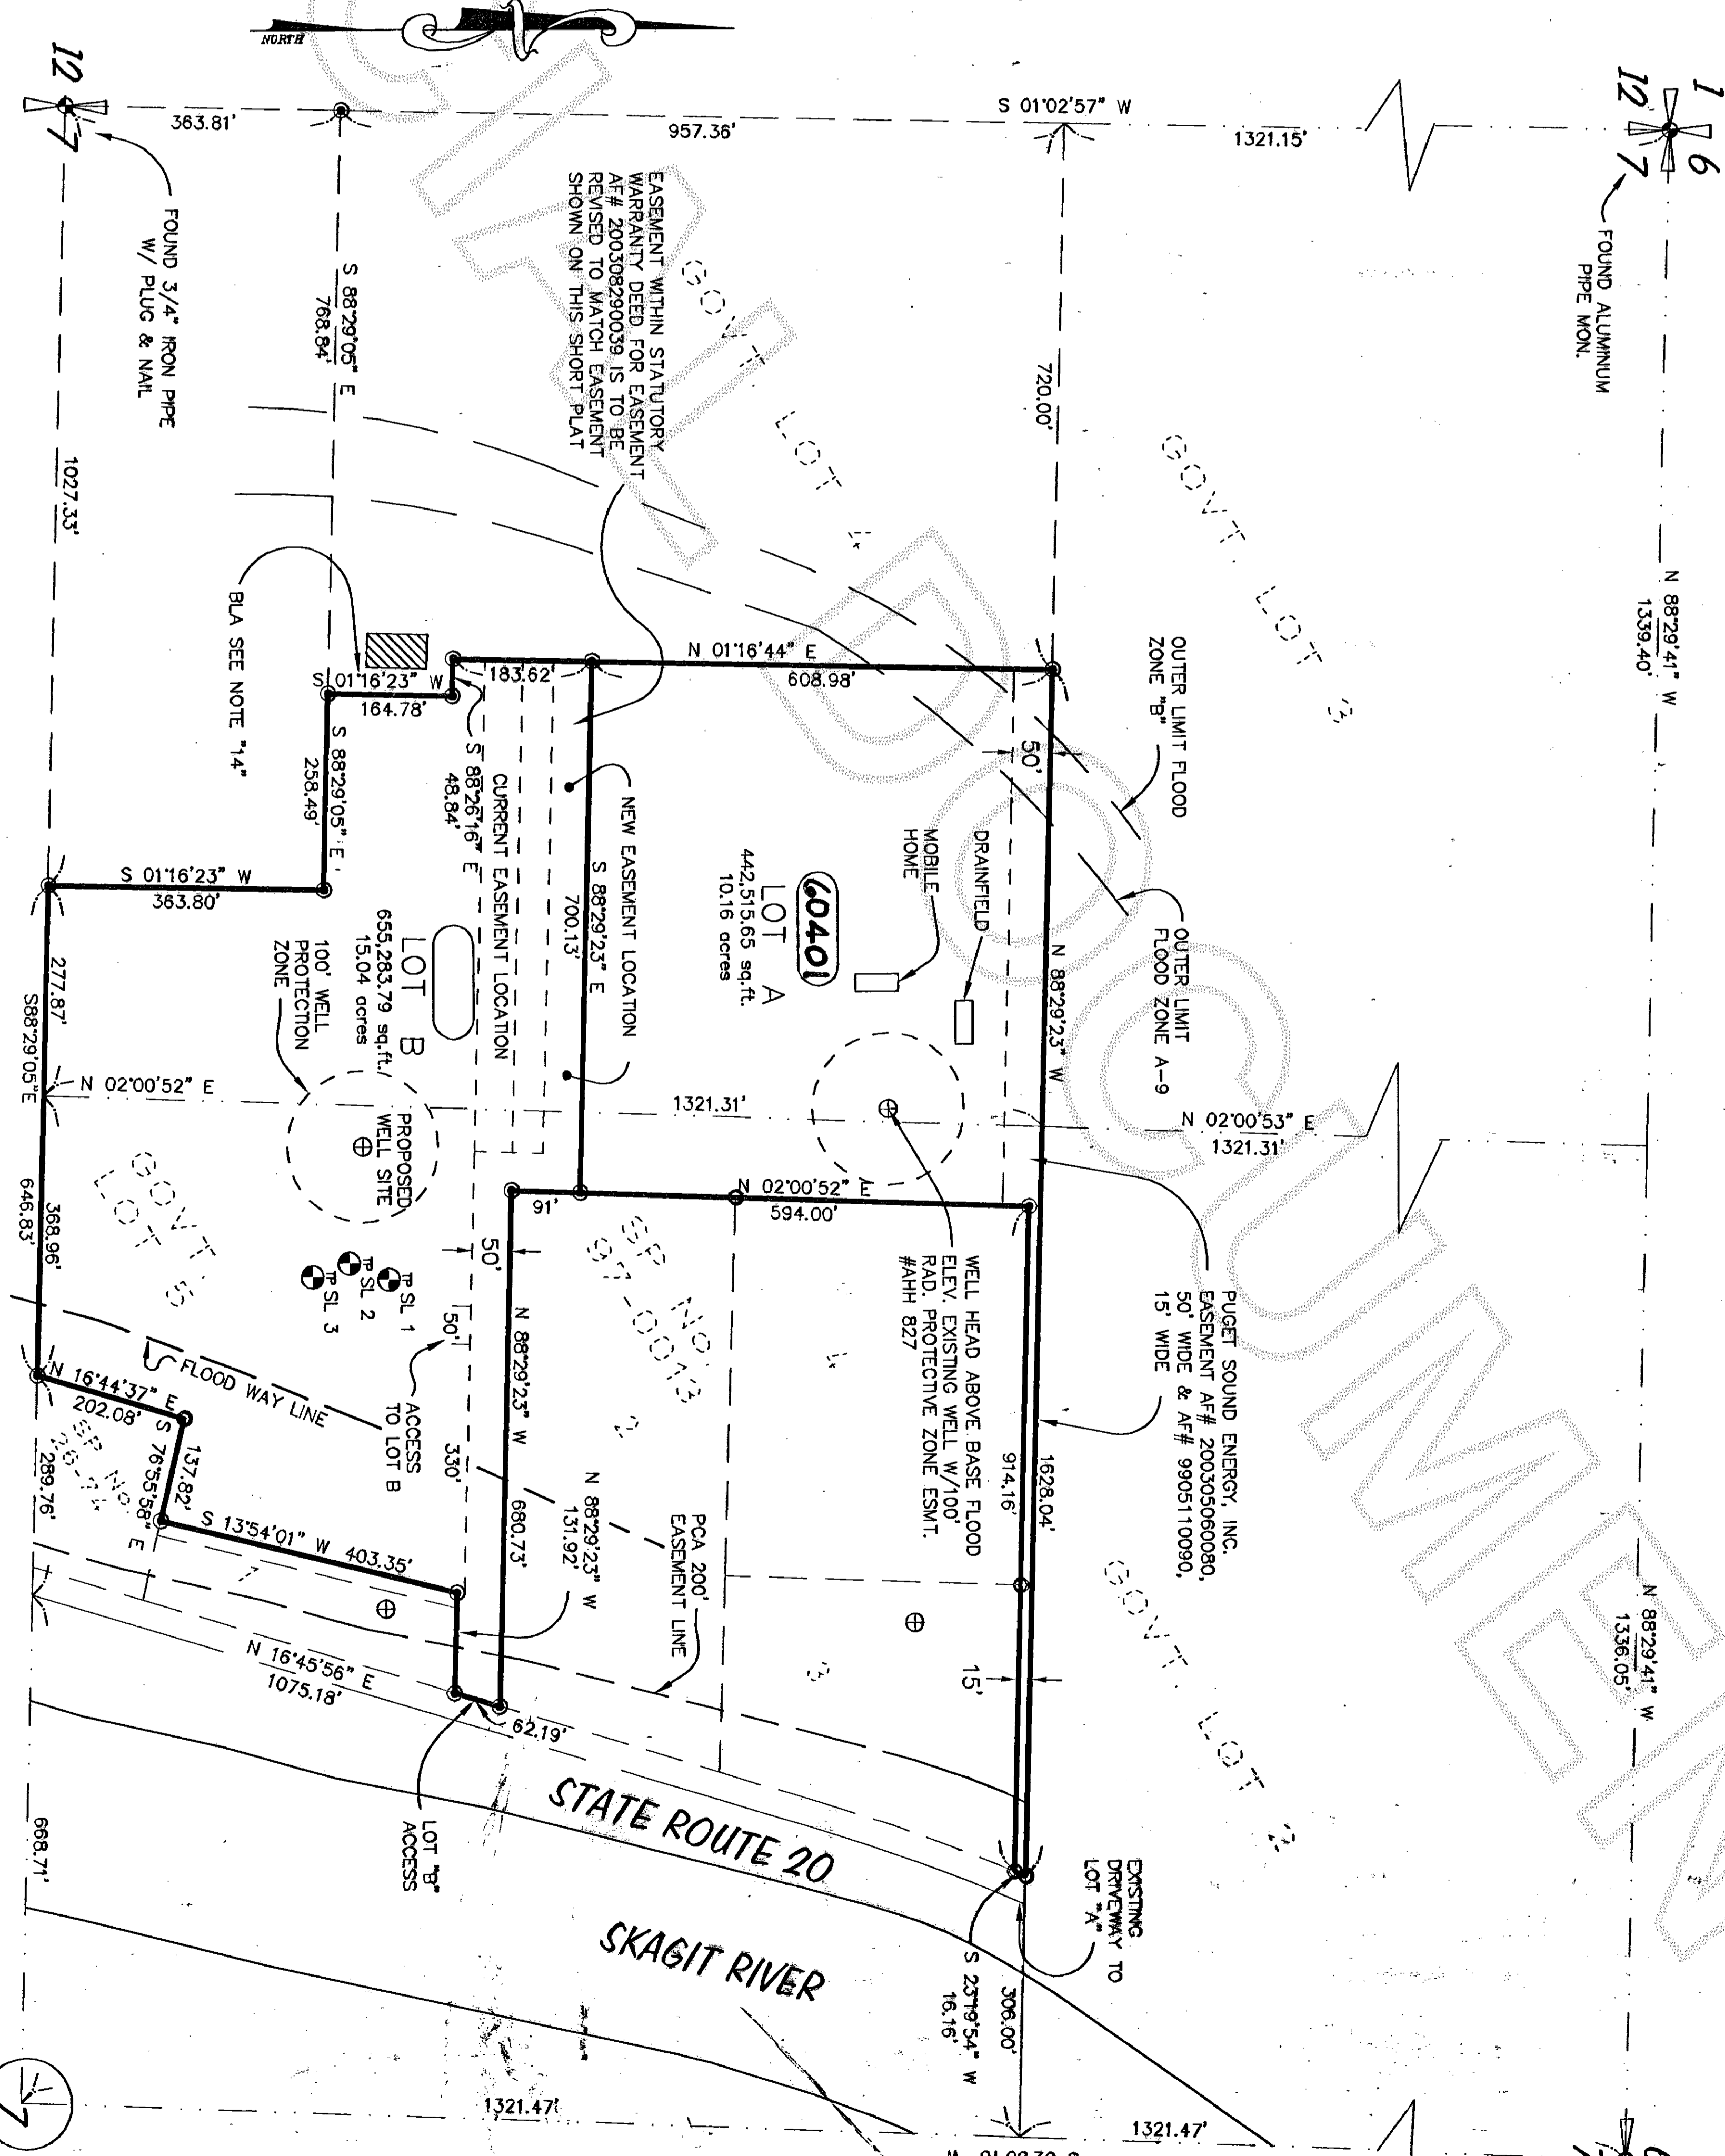 NORTH
12
7
363.81'
957.36'
S 01°02'57" W
1321.15'
1
6
12
7
FOUND ALUMINUM
PIPE MON.
FOUND 3/4" IRON PIPE
W/ PLUG & NAIL
S 88°29'05" E
768.84'
EASEMENT WITHIN STATUTORY
WARRANTY DEED FOR EASEMENT
AF# 200308290039 IS TO BE
REVISED TO MATCH EASEMENT
SHOWN ON THIS SHORT PLAT
GOVT. LOT 4
720.00'
GOVT. LOT 3
N 88°29'41" W
1339.40'
1027.33'
BLA SEE NOTE "14"
S 01°16'23" W
164.78'
183.62'
N 01°16'44" E
608.98'
OUTER LIMIT FLOOD
ZONE "B"
50'
S 88°29'05" E
258.49'
S 88°26'16" E
48.84'
CURRENT EASEMENT LOCATION
NEW EASEMENT LOCATION
S 88°29'23" E
700.13'
60401
LOT A
442,515.65 sq.ft.
10.16 acres
MOBILE
HOME
DRAINFIELD
OUTER LIMIT
FLOOD ZONE A-9
N 88°29'23" W
S 01°16'23" W
363.80'
LOT B
655,283.79 sq.ft./
15.04 acres
100' WELL
PROTECTION
ZONE
277.87'
S88°29'05"E
N 02°00'52" E
1321.31'
N 02°00'53" E
1321.31'
PROPOSED
WELL SITE
GOVT.
LOT 5
368.96'
646.83'
91'
N 02°00'52" E
594.00'
SP No.
97-0013
4
2
3
1
50'
TP SL 1
TP SL 2
TP SL 3
150'
ACCESS
TO LOT B
330'
N 88°29'23" W
680.73'
WELL HEAD ABOVE BASE FLOOD
ELEV. EXISTING WELL W/100'
RAD. PROTECTIVE ZONE ESMT.
#AHH 827
PUGET SOUND ENERGY, INC.
EASEMENT AF# 200305060080,
50' WIDE & AF# 9905110090,
15' WIDE
1628.04'
914.16'
N 16°44'37" E
202.08'
FLOOD WAY LINE
137.82'
S 76°55'58" E
SP No.
289.76'
S 13°54'01" W 403.35'
N 88°29'23" W
131.92'
PCA 200'
EASEMENT LINE
15'
GOVT. LOT 2
N 88°29'41" W
1336.05'
N 16°45'56" E
1075.18'
62.19'
LOT "B"
ACCESS
STATE ROUTE 20
SKAGIT RIVER
EXISTING
DRIVEWAY TO
LOT "A"
S 23°19'54" W
16.16'
306.00'
668.71'
7
1321.47'
1321.47'
DOCUMEN